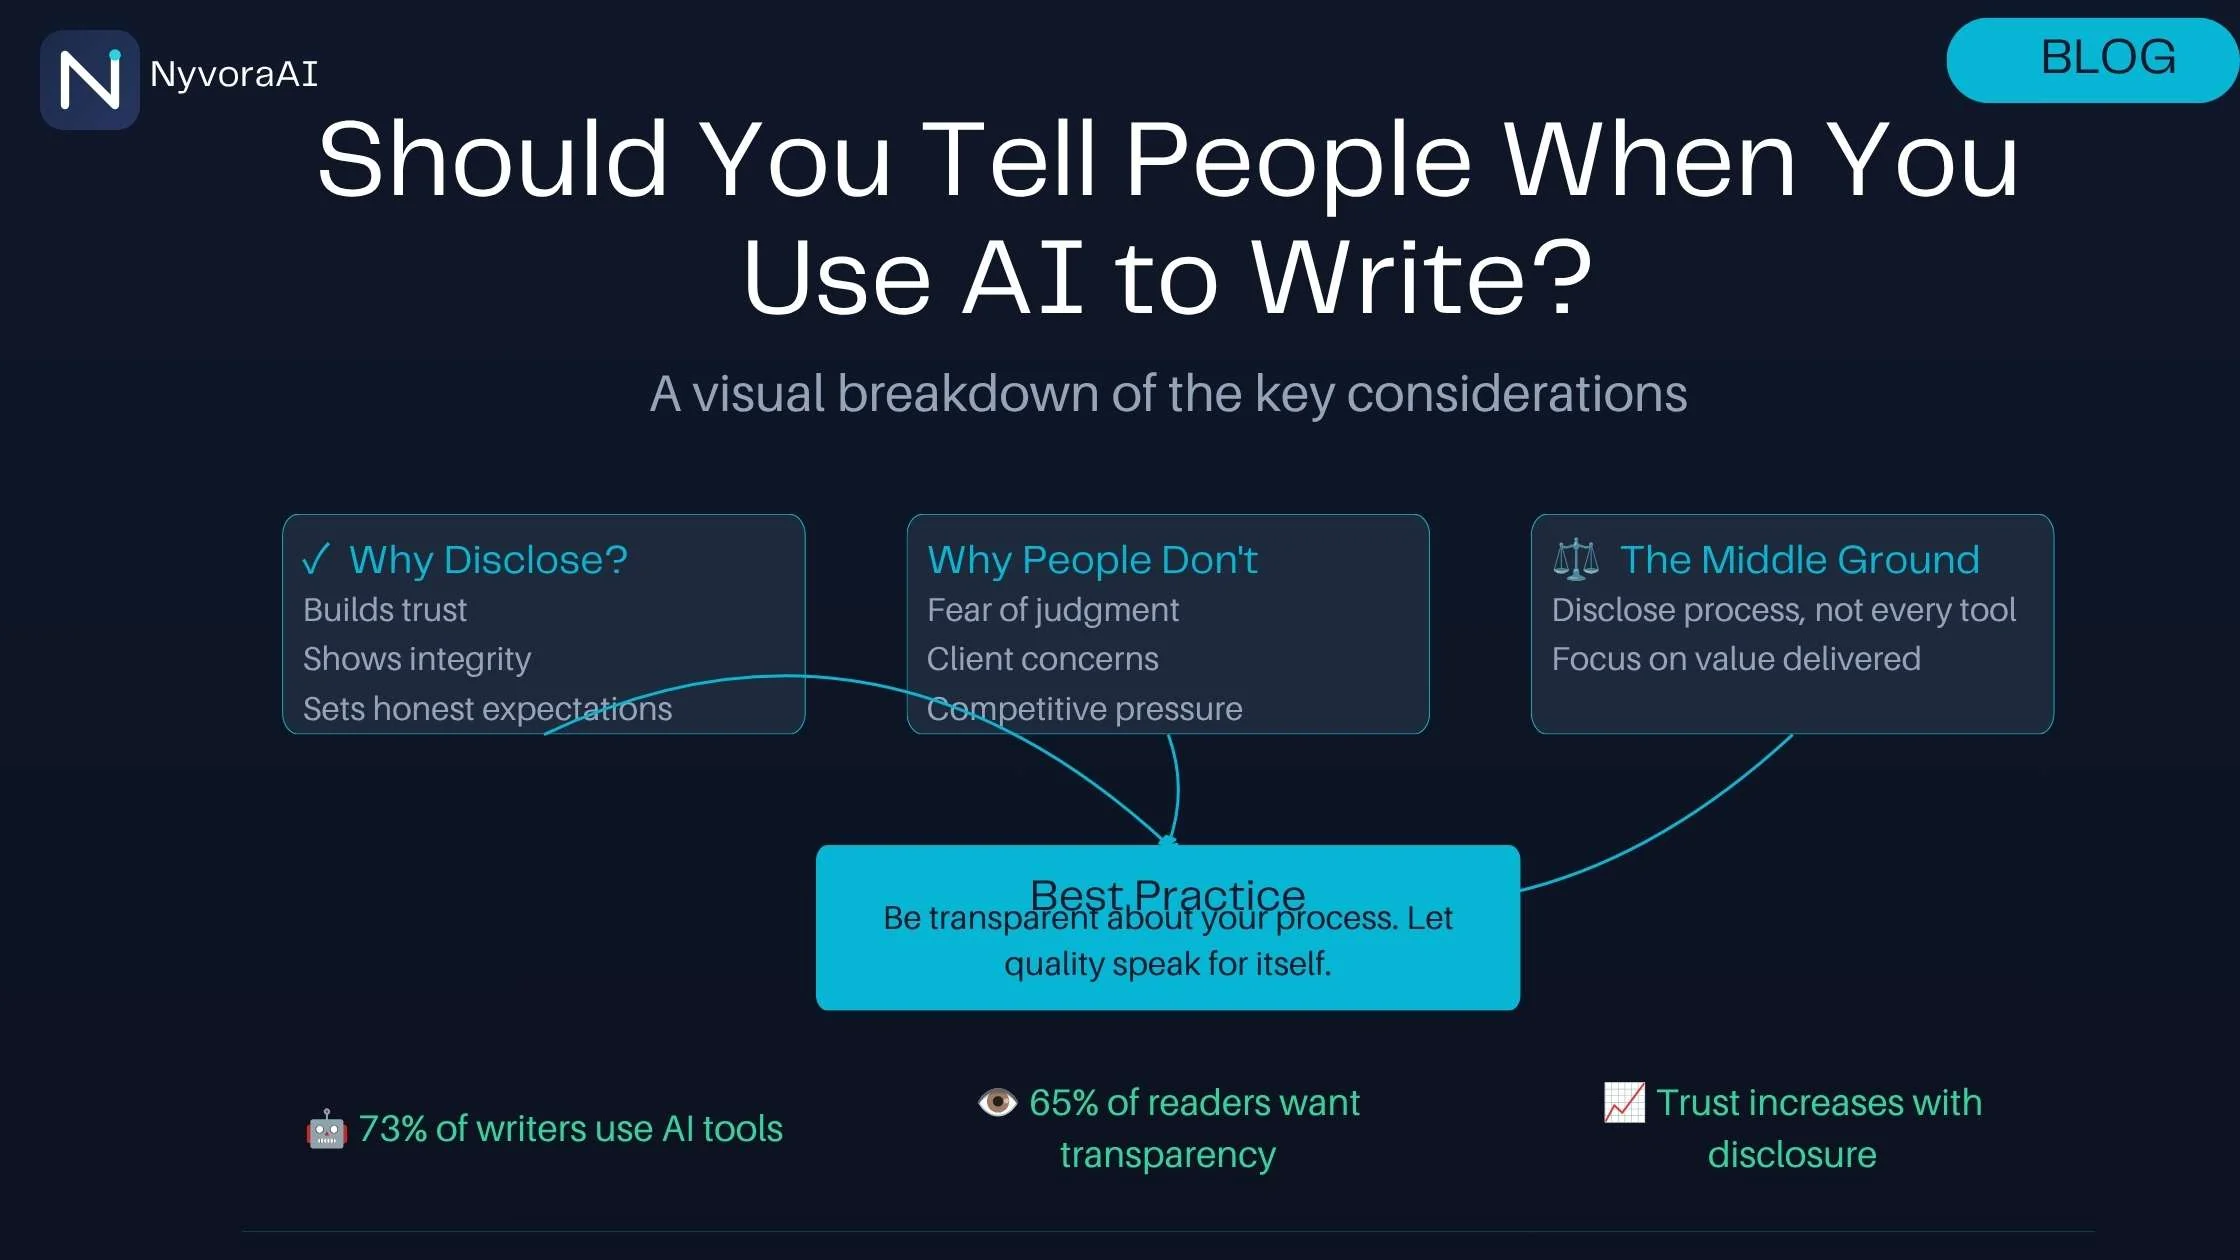 NyvoraAI
BLOG
Should You Tell People When You
Use AI to Write?
A visual breakdown of the key considerations
✓ Why Disclose?
Builds trust
Shows integrity
Sets honest expectations
Why People Don't
Fear of judgment
Client concerns
Competitive pressure
⚖️ The Middle Ground
Disclose process, not every tool
Focus on value delivered
Best Practice
Be transparent about your process. Let
quality speak for itself.
🤖 73% of writers use AI tools
👁️ 65% of readers want
transparency
📈 Trust increases with
disclosure